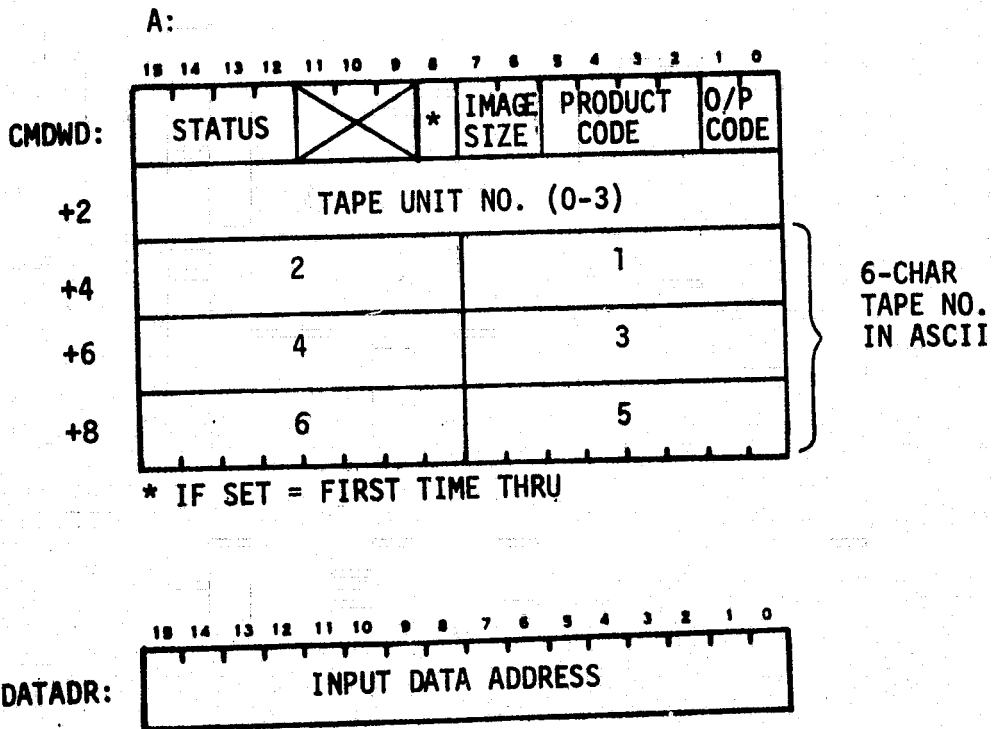 A:
15 14 13 12 11 10 9 8 7 6 5 4 3 2 1 0
CMDWD: STATUS * IMAGE SIZE PRODUCT CODE O/P CODE
+2 TAPE UNIT NO. (0-3)
+4 2 1
+6 4 3
+8 6 5
6-CHAR
TAPE NO.
IN ASCII
* IF SET = FIRST TIME THRU
15 14 13 12 11 10 9 8 7 6 5 4 3 2 1 0
DATADR: INPUT DATA ADDRESS